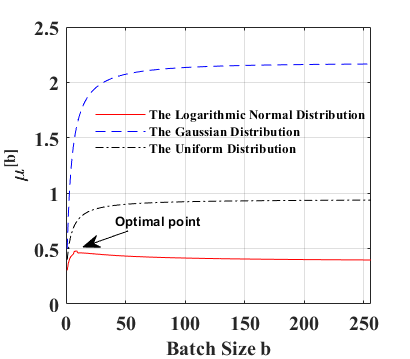 2.5
2
1.5
1
0.5
0
0
50
100
150
200
250
μ[b]
Batch Size b
The Logarithmic Normal Distribution
The Gaussian Distribution
The Uniform Distribution
Optimal point